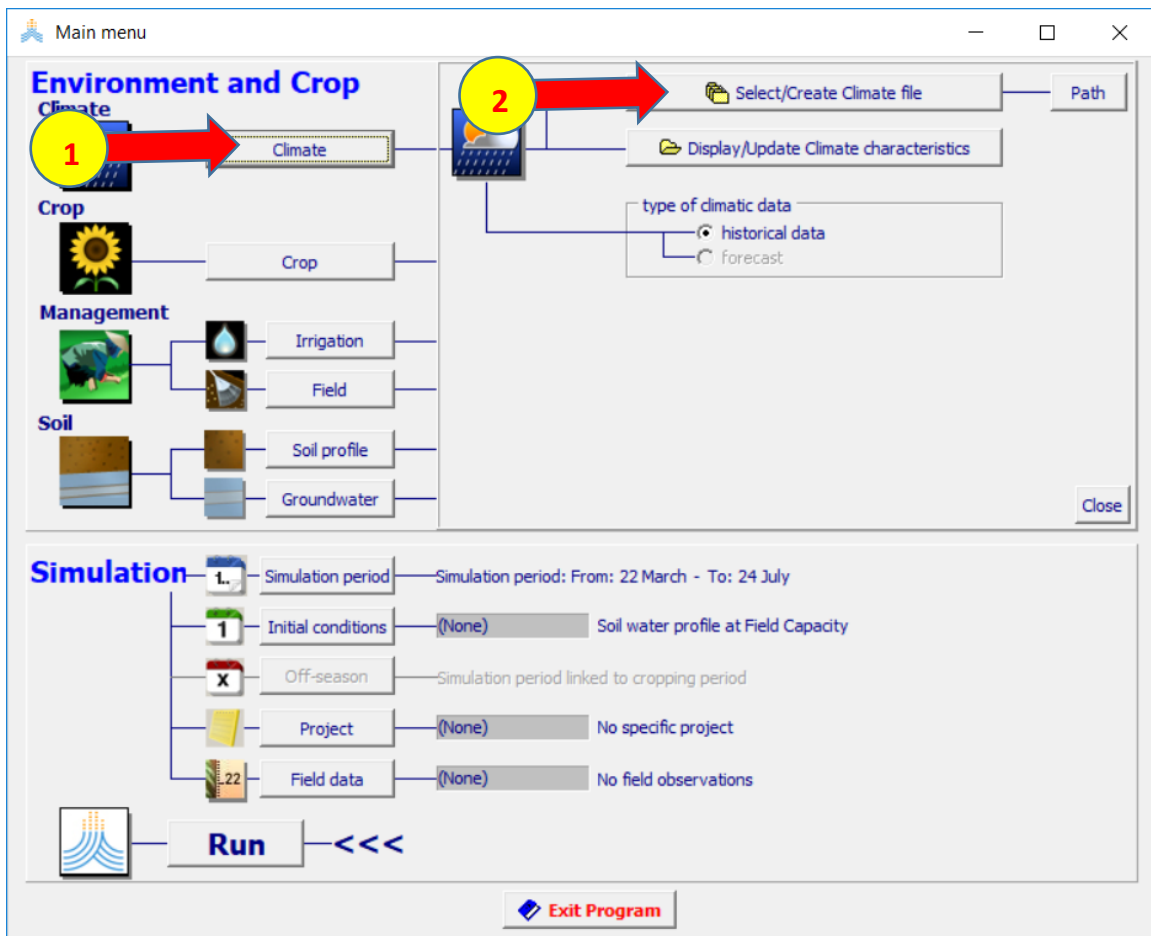 Main menu
Environment and Crop
Climate
1
Climate
2
Select/Create Climate file
Path
Display/Update Climate characteristics
type of climatic data
historical data
forecast
Crop
Crop
Management
Irrigation
Field
Soil
Soil profile
Groundwater
Close
Simulation
1..
Simulation period
Simulation period: From: 22 March - To: 24 July
1
Initial conditions
(None)
Soil water profile at Field Capacity
X
Off-season
Simulation period linked to cropping period
Project
(None)
No specific project
..22
Field data
(None)
No field observations
Run
<<<
Exit Program